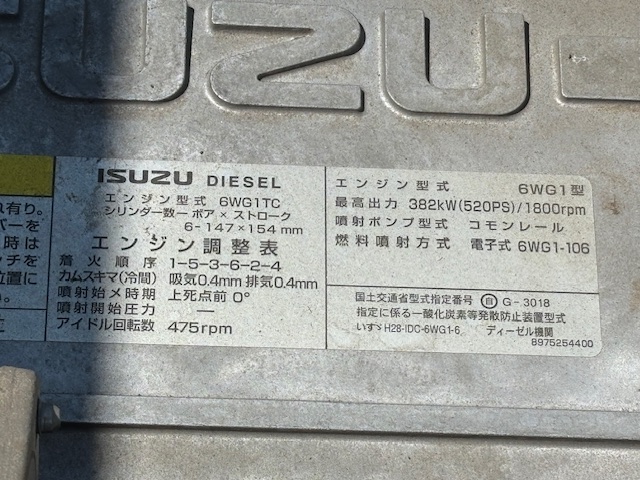 ISUZU
ISUZU DIESEL
エンジン型式 6WG1TC
シリンダ数－ボア×ストローク
6-147×154mm
エンジン調整表
着火順序 1-5-3-6-2-4
カムスキマ(冷間) 吸気0.4mm 排気0.4mm
噴射始メ時期 上死点前 0°
噴射開始圧力 ―
アイドル回転数 475rpm
エンジン型式 6WG1型
最高出力 382kW(520PS)/1800rpm
噴射ポンプ型式 コモンレール
燃料噴射方式 電子式 6WG1-106
国土交通省型式指定番号 自 G-3018
指定に係る一酸化炭素等発散防止装置型式
いすゞH28-IDC-6WG1-6 ディーゼル機関
8975254400
れ有り。
バーを
時は
ッチを
位置に